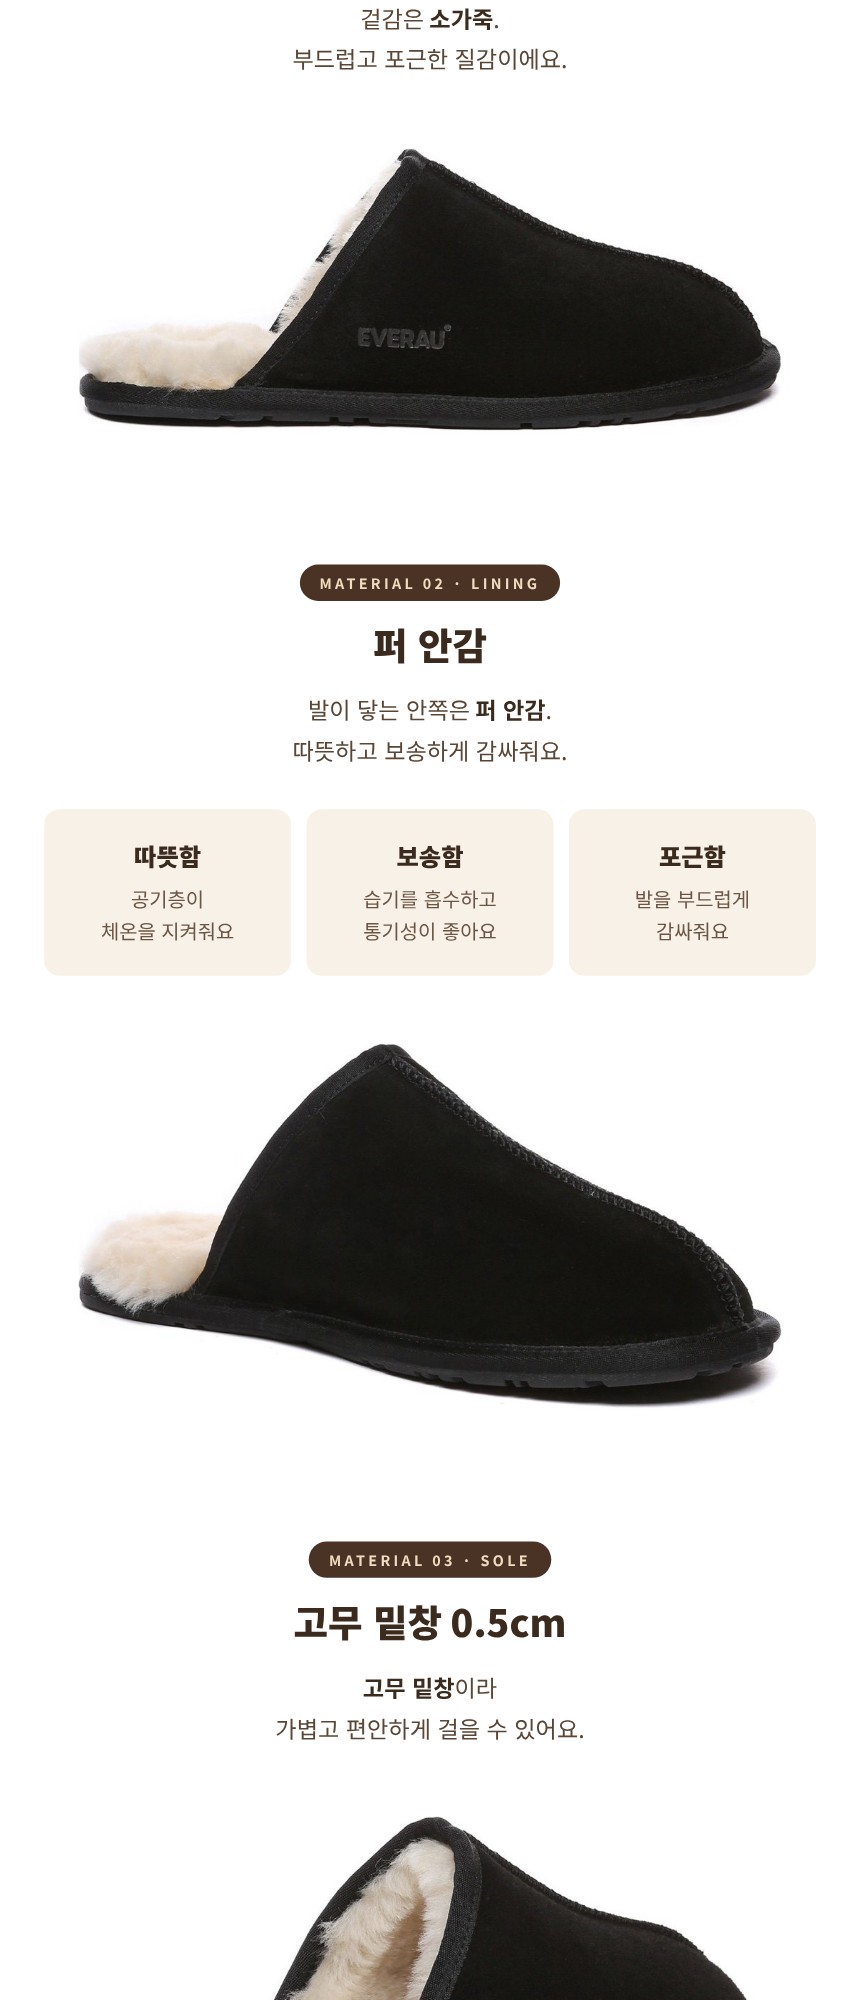 겉감은 소가죽.
부드럽고 포근한 질감이에요.
EVERAU
MATERIAL 02 · LINING
퍼 안감
발이 닿는 안쪽은 퍼 안감.
따뜻하고 보송하게 감싸줘요.
따뜻함
공기층이
체온을 지켜줘요
보송함
습기를 흡수하고
통기성이 좋아요
포근함
발을 부드럽게
감싸줘요
MATERIAL 03 · SOLE
고무 밑창 0.5cm
고무 밑창이라
가볍고 편안하게 걸을 수 있어요.